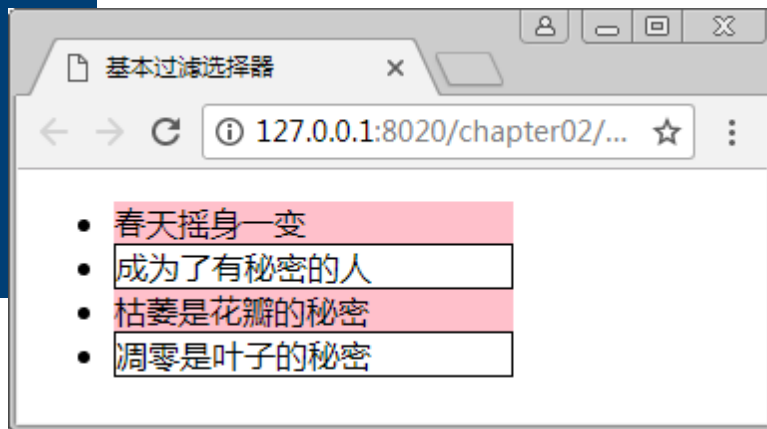 基本过滤选择器
127.0.0.1:8020/chapter02/...
春天摇身一变
成为了有秘密的人
枯萎是花瓣的秘密
凋零是叶子的秘密